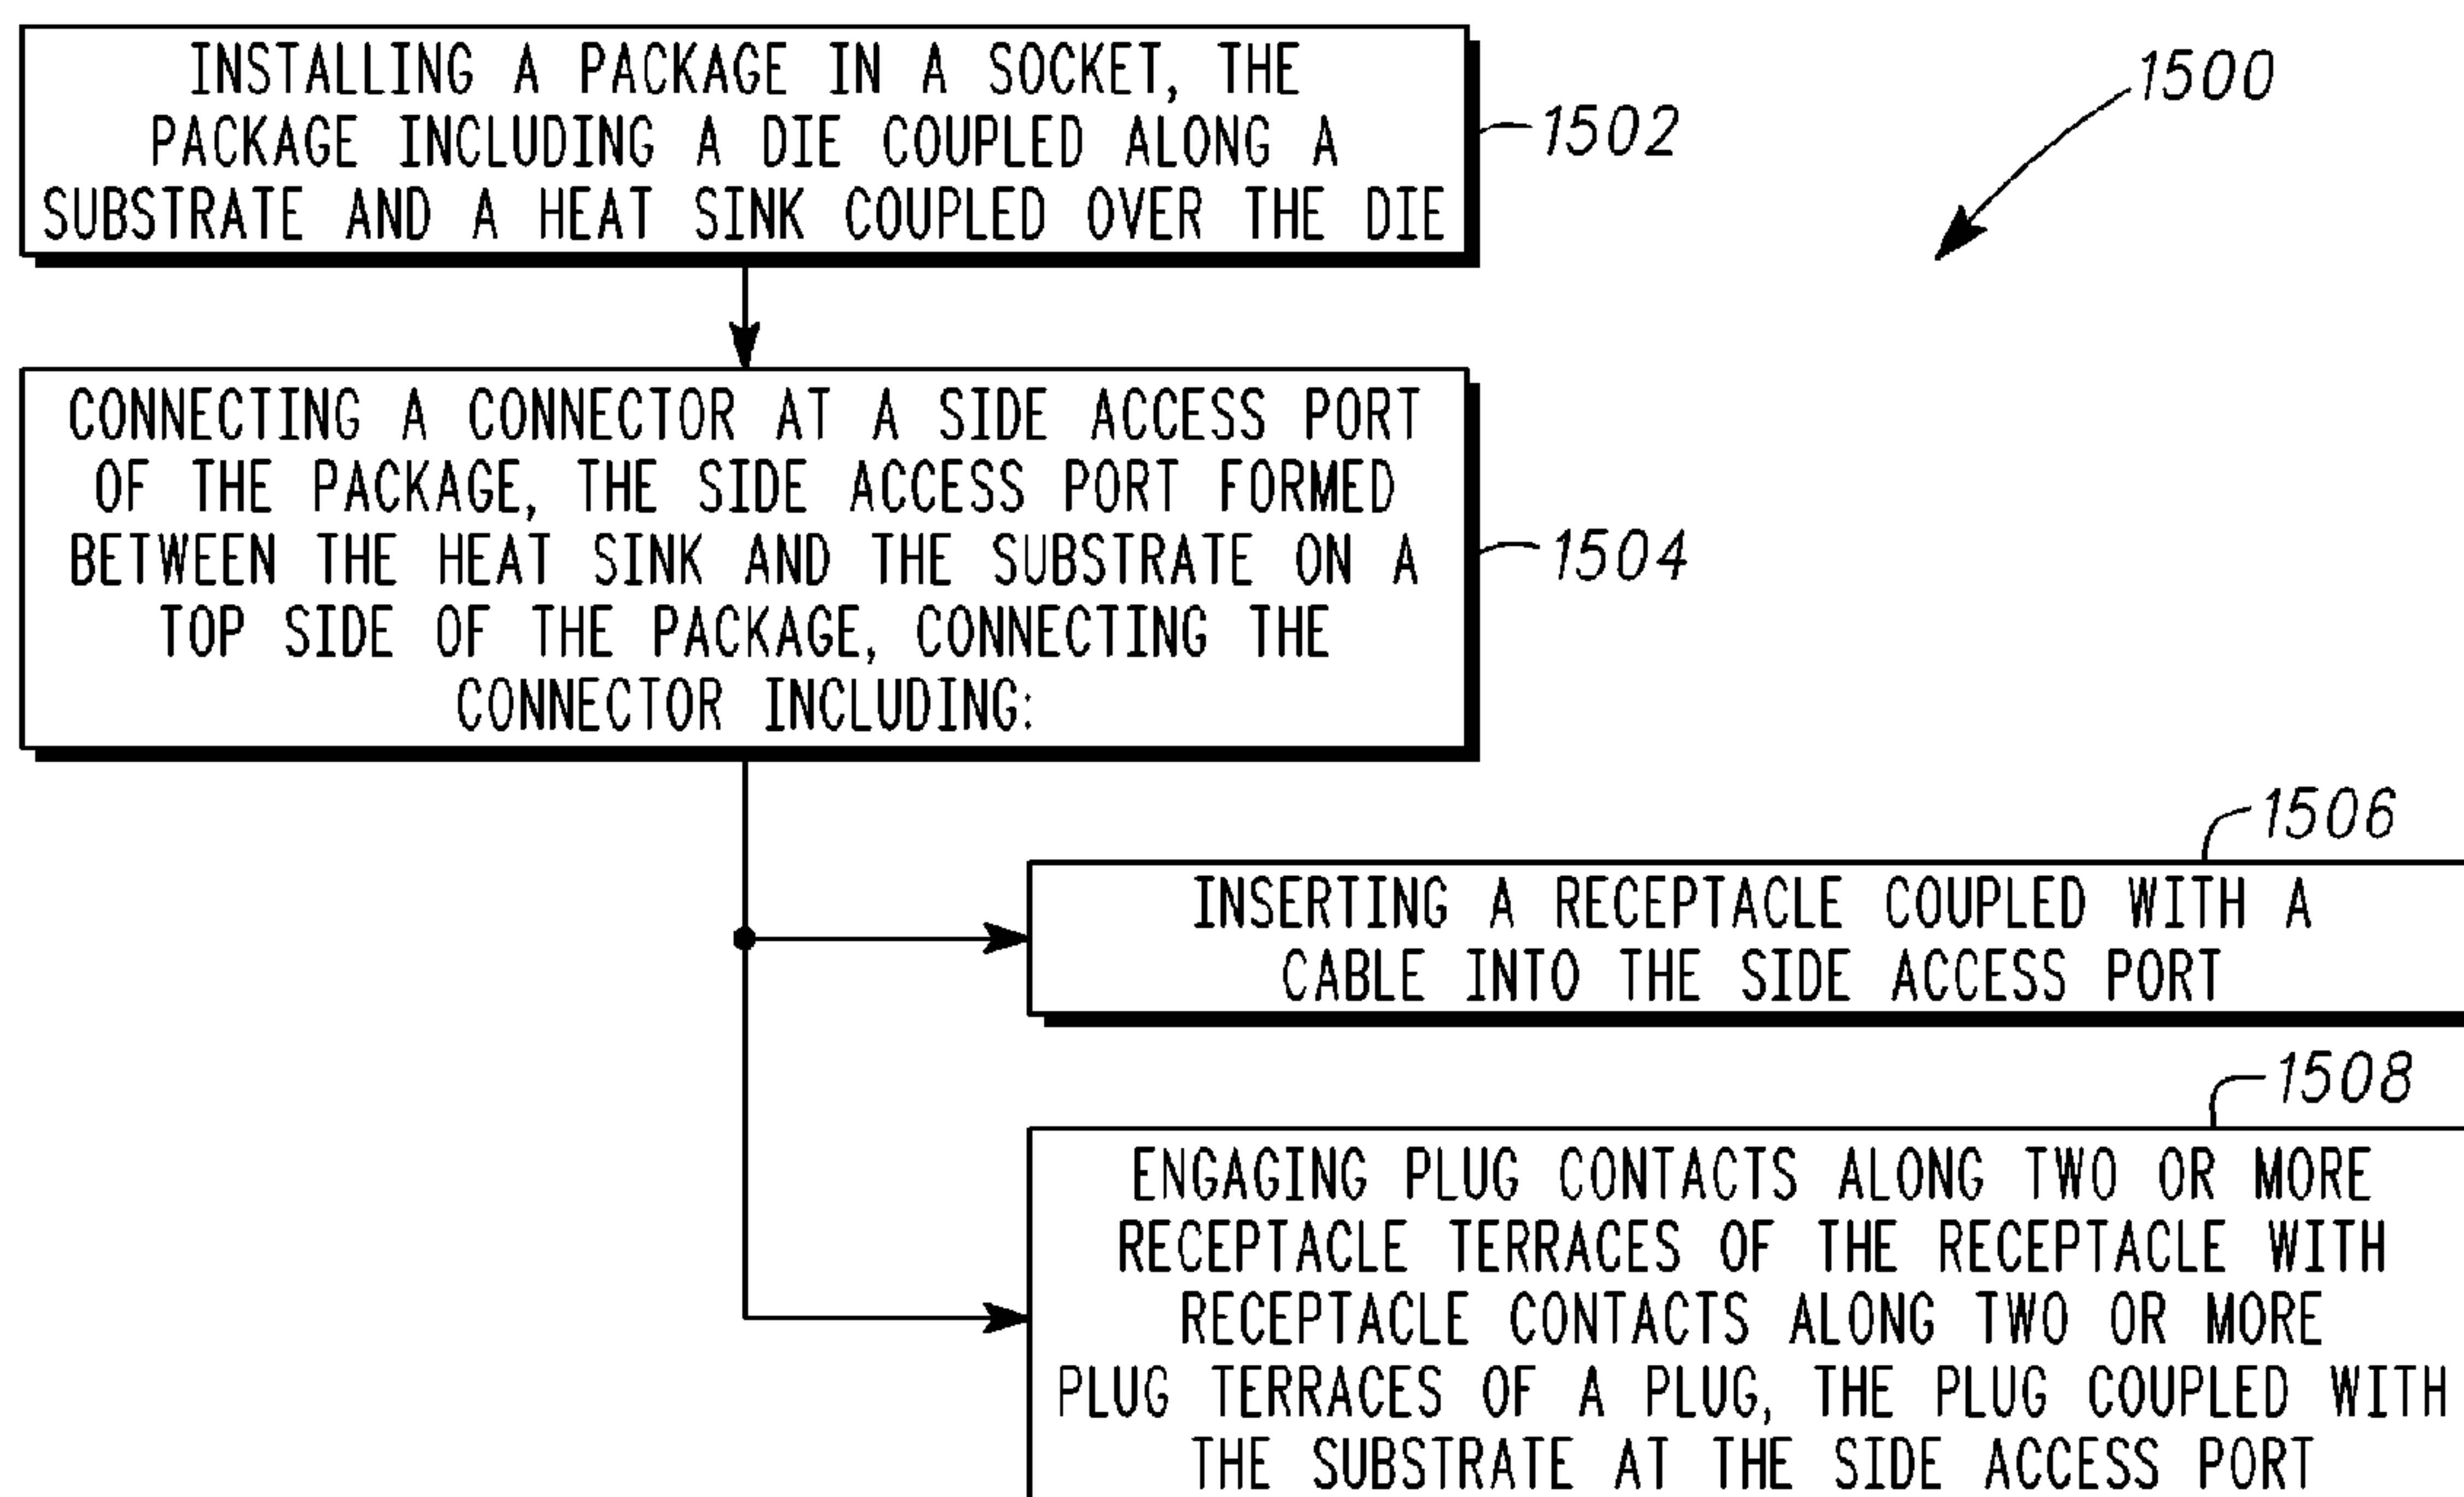 INSTALLING A PACKAGE IN A SOCKET, THE
PACKAGE INCLUDING A DIE COUPLED ALONG A
SUBSTRATE AND A HEAT SINK COUPLED OVER THE DIE
1502
1500
CONNECTING A CONNECTOR AT A SIDE ACCESS PORT
OF THE PACKAGE, THE SIDE ACCESS PORT FORMED
BETWEEN THE HEAT SINK AND THE SUBSTRATE ON A
TOP SIDE OF THE PACKAGE, CONNECTING THE
CONNECTOR INCLUDING:
1504
1506
INSERTING A RECEPTACLE COUPLED WITH A
CABLE INTO THE SIDE ACCESS PORT
1508
ENGAGING PLUG CONTACTS ALONG TWO OR MORE
RECEPTACLE TERRACES OF THE RECEPTACLE WITH
RECEPTACLE CONTACTS ALONG TWO OR MORE
PLUG TERRACES OF A PLUG, THE PLUG COUPLED WITH
THE SUBSTRATE AT THE SIDE ACCESS PORT